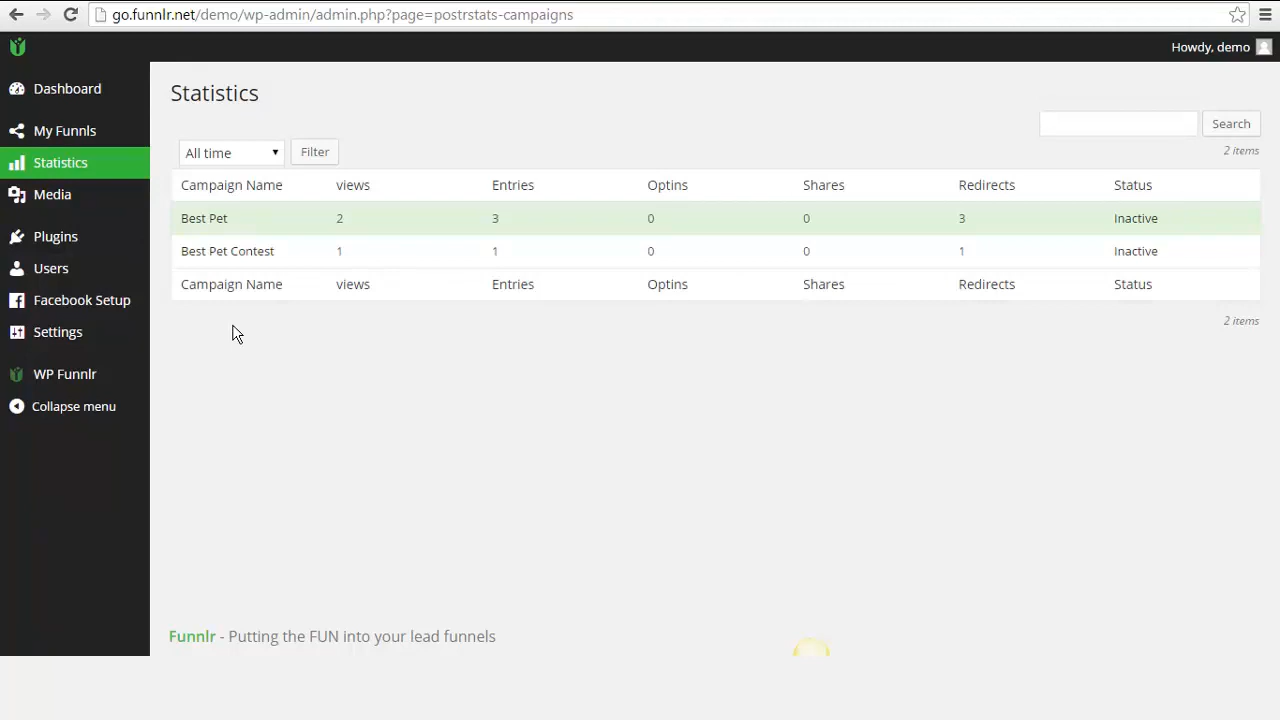 go.funnlr.net/demo/wp-admin/admin.php?page=postrstats-campaigns
Howdy, demo
Dashboard
My Funnls
Statistics
Media
Plugins
Users
Facebook Setup
Settings
WP Funnlr
Collapse menu
Statistics
Search
All time Filter
2 items
Campaign Name views Entries Optins Shares Redirects Status
Best Pet 2 3 0 0 3 Inactive
Best Pet Contest 1 1 0 0 1 Inactive
Campaign Name views Entries Optins Shares Redirects Status
2 items
Funnlr - Putting the FUN into your lead funnels